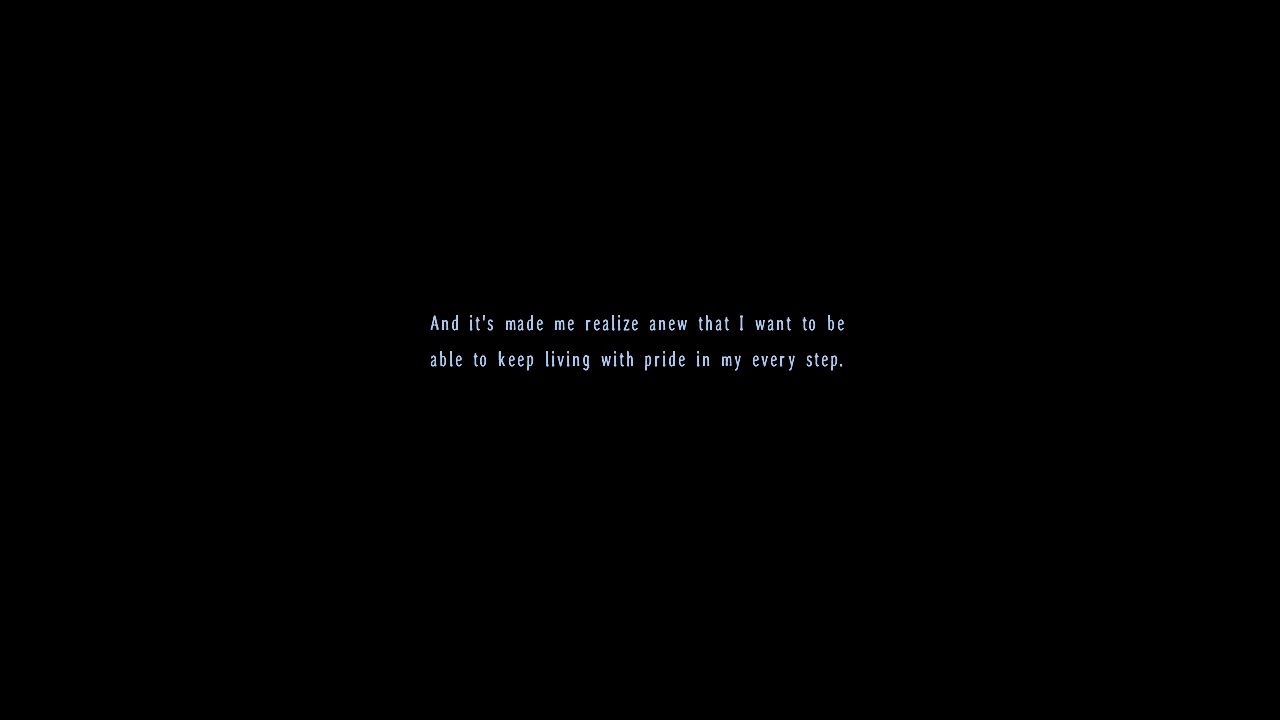 And it's made me realize anew that I want to be
able to keep living with pride in my every step.